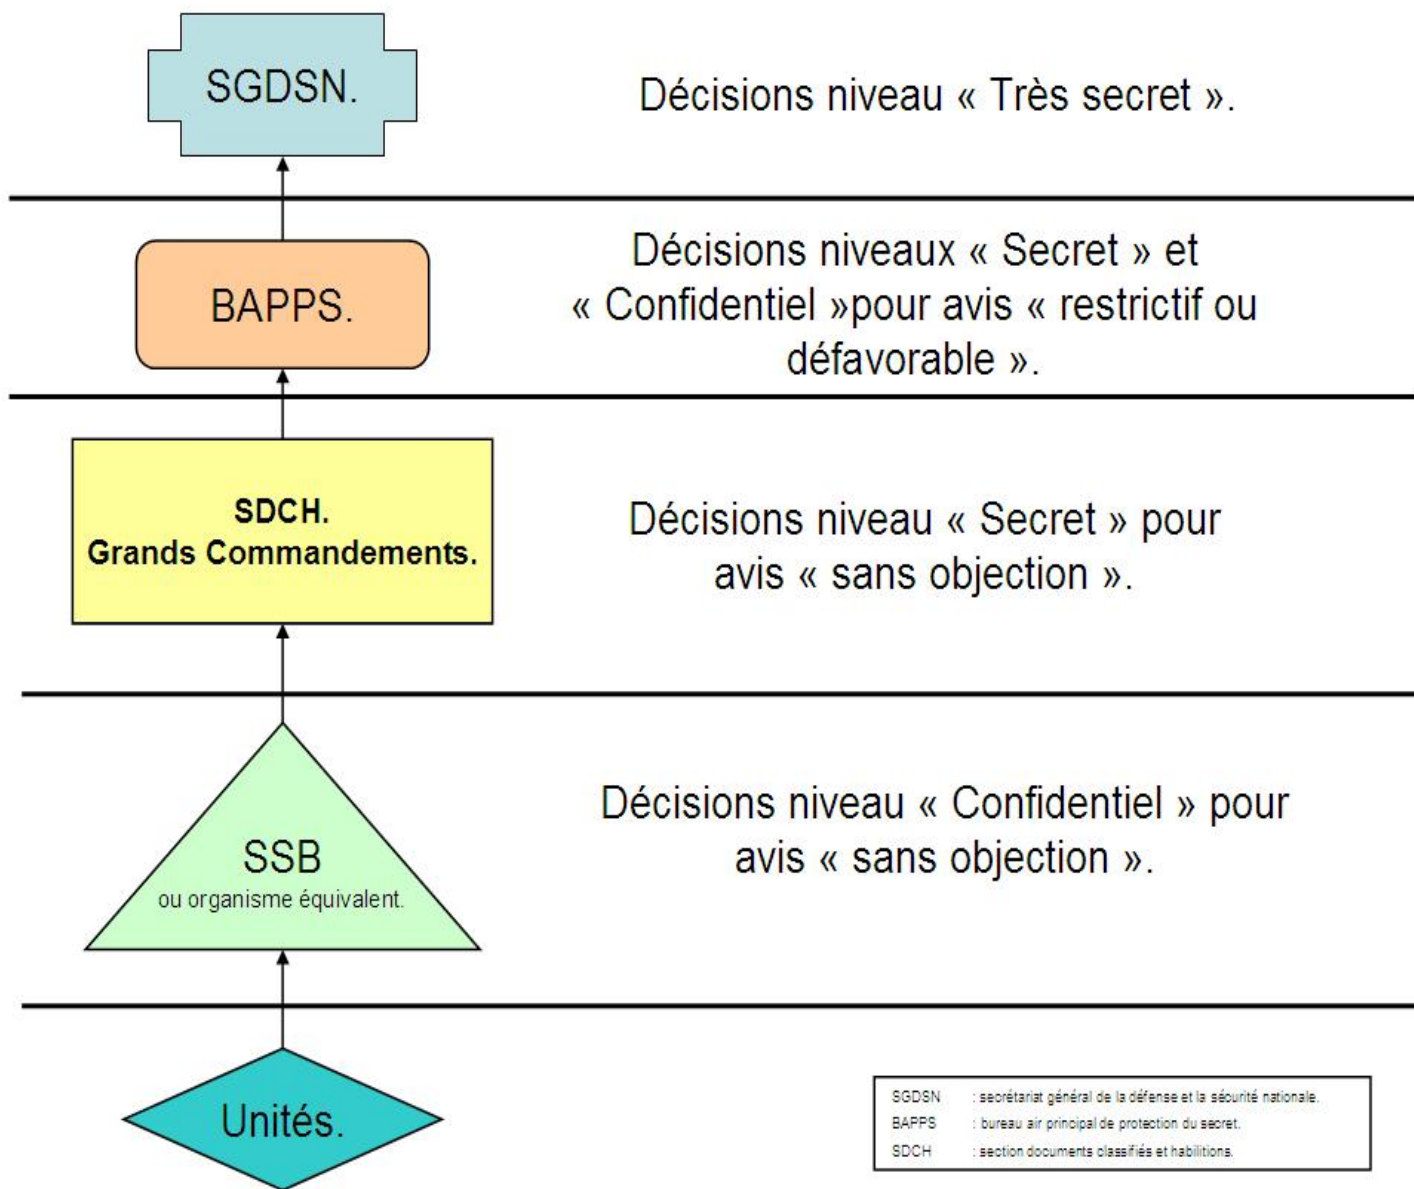 SGDSN.
Décisions niveau « Très secret ».
BAPPS.
Décisions niveaux « Secret » et
« Confidentiel »pour avis « restrictif ou
défavorable ».
SDCH.
Grands Commandements.
Décisions niveau « Secret » pour
avis « sans objection ».
SSB
ou organisme équivalent.
Décisions niveau « Confidentiel » pour
avis « sans objection ».
Unités.
SGDSN : secrétariat général de la défense et la sécurité nationale.
BAPPS : bureau air principal de protection du secret.
SDCH : section documents classifiés et habilitions.